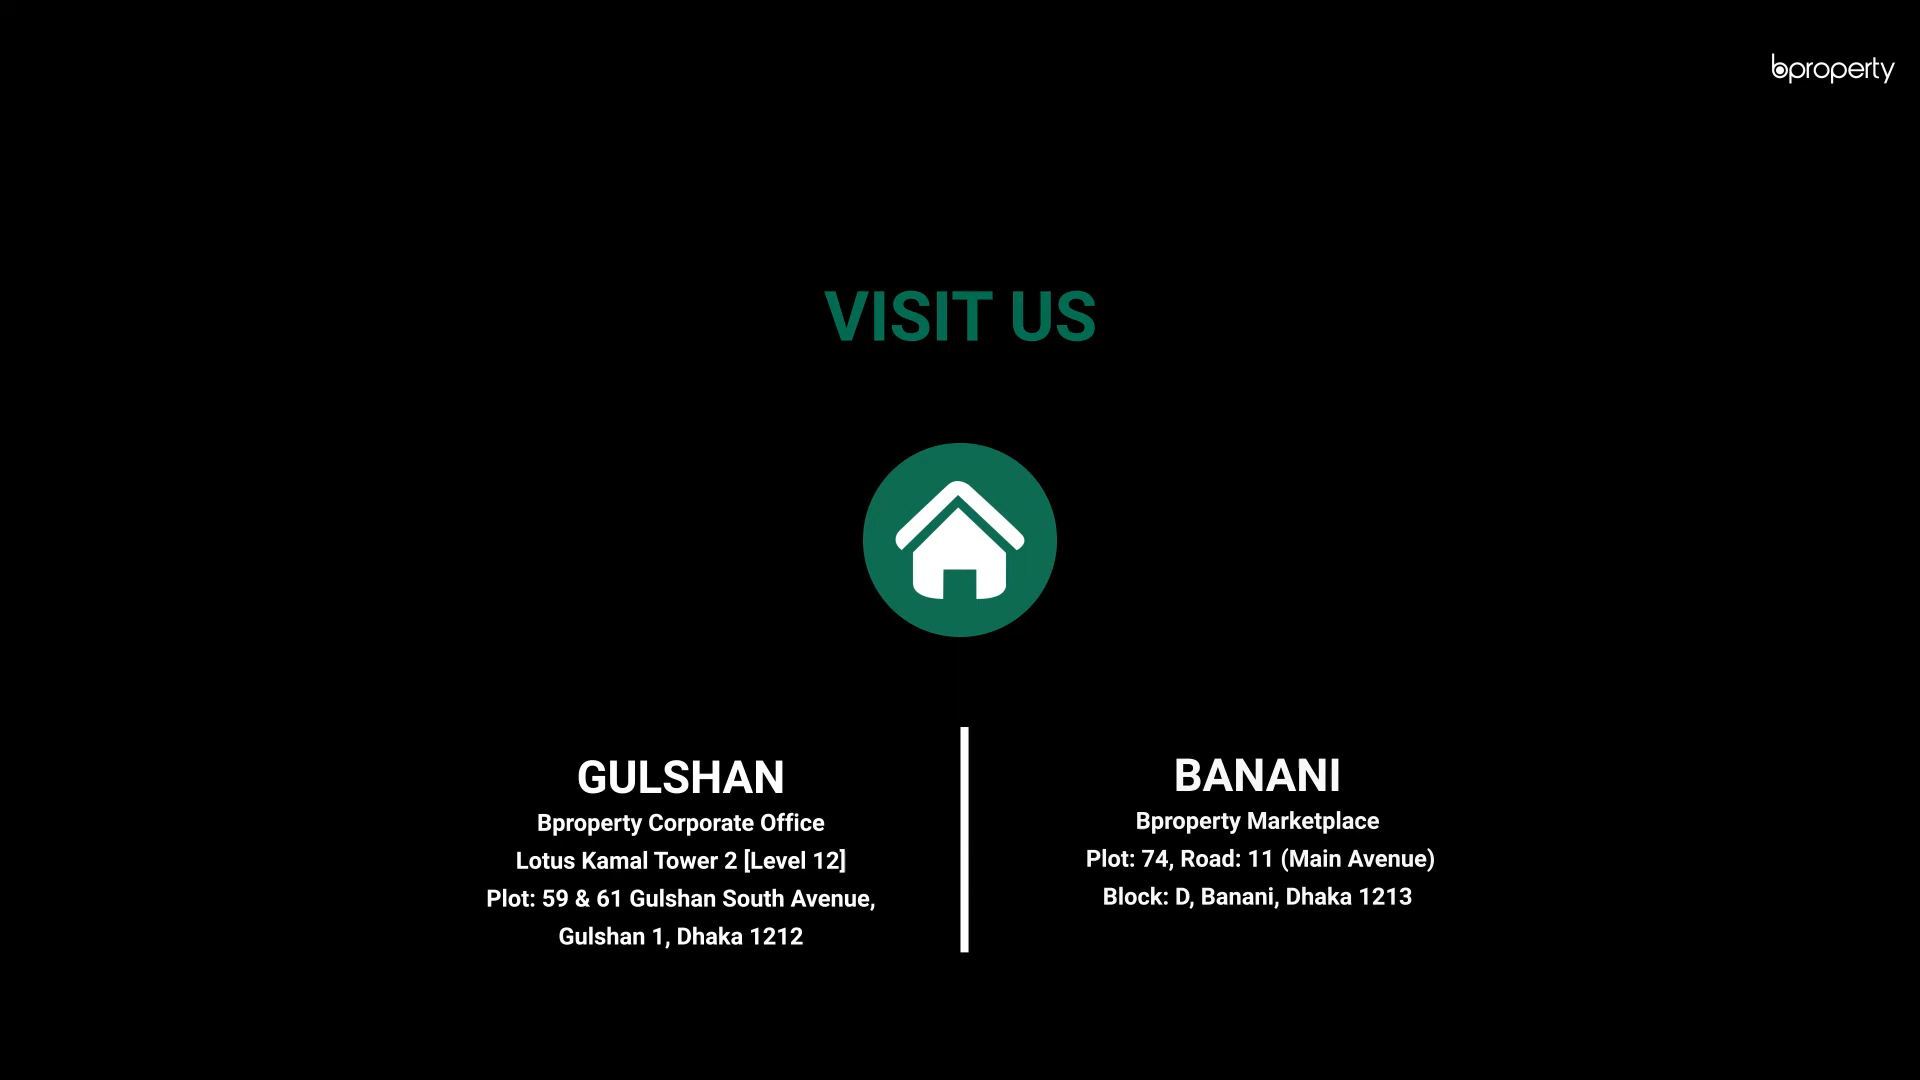 bproperty
VISIT US
GULSHAN
Bproperty Corporate Office
Lotus Kamal Tower 2 [Level 12]
Plot: 59 & 61 Gulshan South Avenue,
Gulshan 1, Dhaka 1212
BANANI
Bproperty Marketplace
Plot: 74, Road: 11 (Main Avenue)
Block: D, Banani, Dhaka 1213